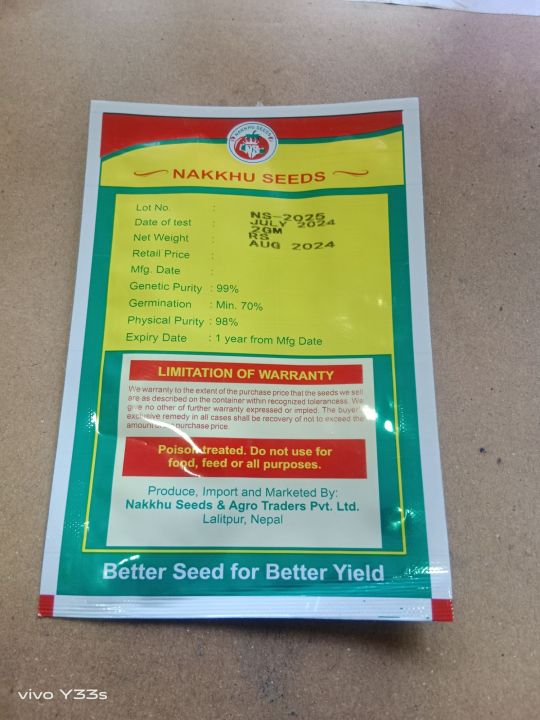 NAKKHU SEEDS
NS
NAKKHU SEEDS
Lot No. :
Date of test : NS-2025
Net Weight : JULY 2024
Retail Price : 2GM
Mfg. Date : RS
AUG 2024
Genetic Purity : 99%
Germination : Min. 70%
Physical Purity : 98%
Expiry Date : 1 year from Mfg Date
LIMITATION OF WARRANTY
We warranty to the extent of the purchase price that the seeds we sell
are as described on the container within recognized tolerancess. We
give no other of further warranty expressed or impled. The buyer
exclusive remedy in all cases shall be recovery of not to exceed the
amount of the purchase price.
Poison treated. Do not use for
food, feed or all purposes.
Produce, Import and Marketed By:
Nakkhu Seeds & Agro Traders Pvt. Ltd.
Lalitpur, Nepal
Better Seed for Better Yield
vivo Y33s